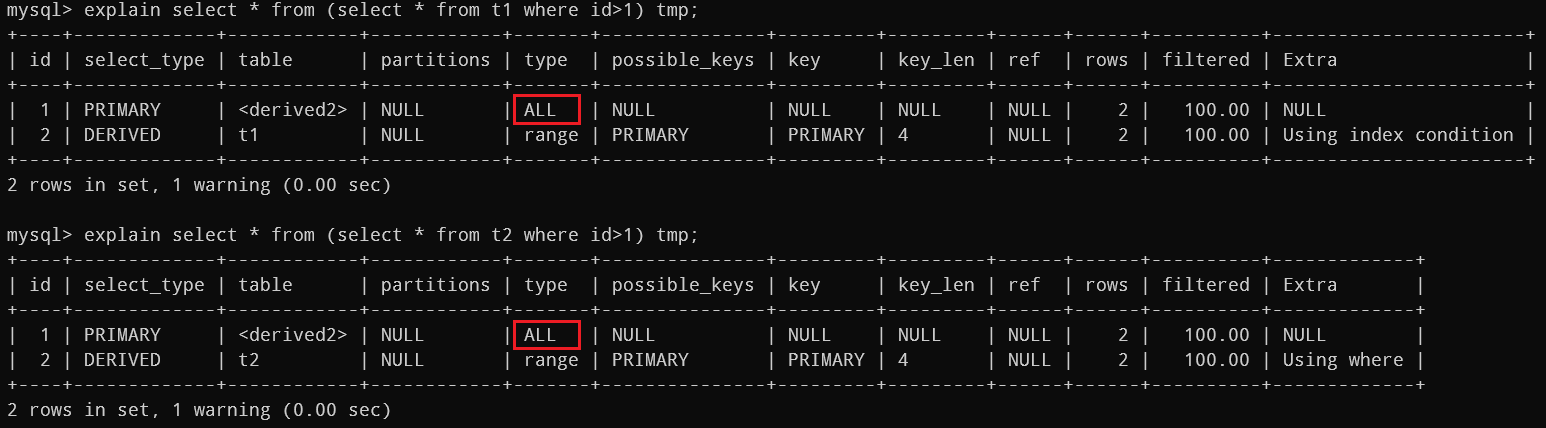 mysql> explain select * from (select * from t1 where id>1) tmp;
+----+-------------+------------+------------+-------+---------------+---------+---------+------+------+----------+-----------------------+
| id | select_type | table      | partitions | type  | possible_keys | key     | key_len | ref  | rows | filtered | Extra                 |
+----+-------------+------------+------------+-------+---------------+---------+---------+------+------+----------+-----------------------+
|  1 | PRIMARY     | <derived2> | NULL       | ALL   | NULL          | NULL    | NULL    | NULL |    2 |   100.00 | NULL                  |
|  2 | DERIVED     | t1         | NULL       | range | PRIMARY       | PRIMARY | 4       | NULL |    2 |   100.00 | Using index condition |
+----+-------------+------------+------------+-------+---------------+---------+---------+------+------+----------+-----------------------+
2 rows in set, 1 warning (0.00 sec)
mysql> explain select * from (select * from t2 where id>1) tmp;
+----+-------------+------------+------------+-------+---------------+---------+---------+------+------+----------+-------------+
| id | select_type | table      | partitions | type  | possible_keys | key     | key_len | ref  | rows | filtered | Extra       |
+----+-------------+------------+------------+-------+---------------+---------+---------+------+------+----------+-------------+
|  1 | PRIMARY     | <derived2> | NULL       | ALL   | NULL          | NULL    | NULL    | NULL |    2 |   100.00 | NULL        |
|  2 | DERIVED     | t2         | NULL       | range | PRIMARY       | PRIMARY | 4       | NULL |    2 |   100.00 | Using where |
+----+-------------+------------+------------+-------+---------------+---------+---------+------+------+----------+-------------+
2 rows in set, 1 warning (0.00 sec)